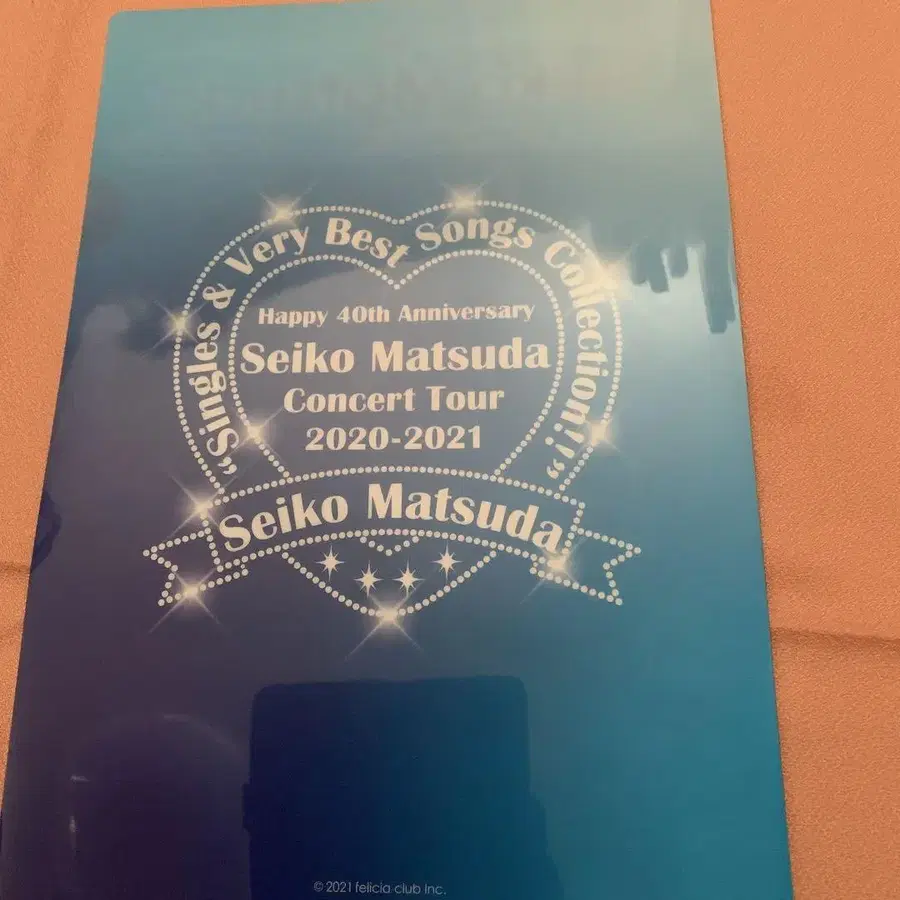 “Singles & Very Best Songs Collection!!”
Happy 40th Anniversary
Seiko Matsuda
Concert Tour
2020-2021
Seiko Matsuda
© 2021 felicia club inc.